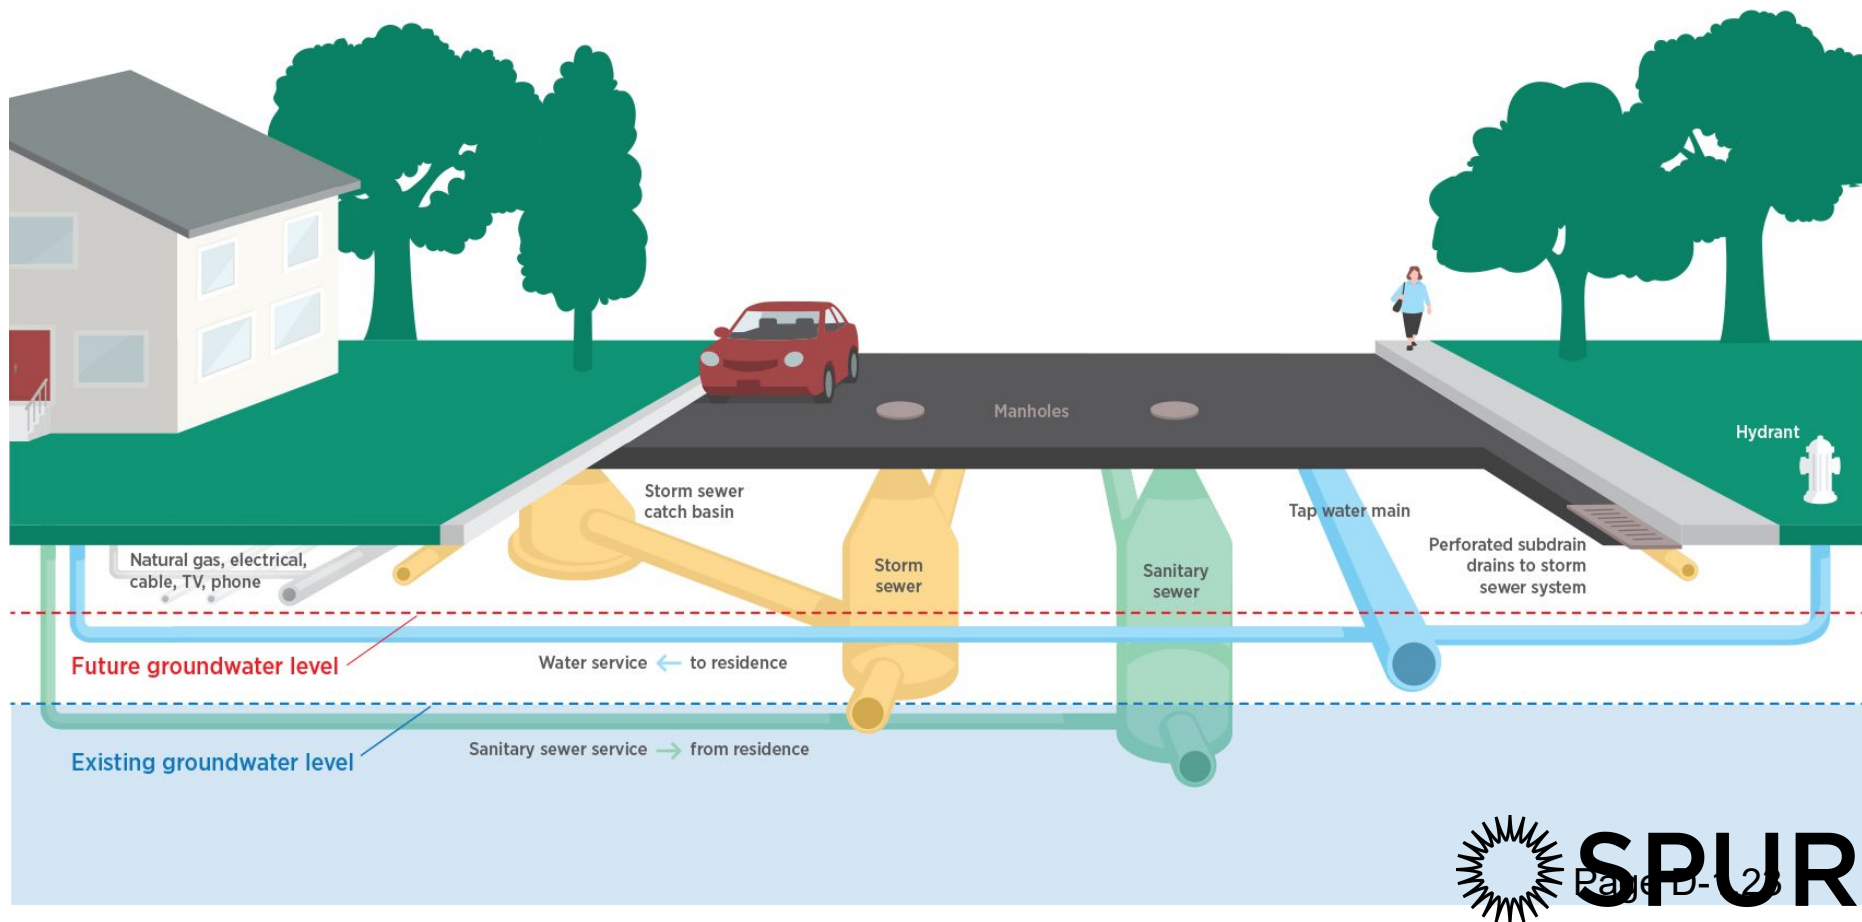 Manholes
Hydrant
Storm sewer
catch basin
Tap water main
Natural gas, electrical,
cable, TV, phone
Storm
sewer
Sanitary
sewer
Perforated subdrain
drains to storm
sewer system
Future groundwater level
Water service ← to residence
Existing groundwater level
Sanitary sewer service → from residence
SPUR
Page